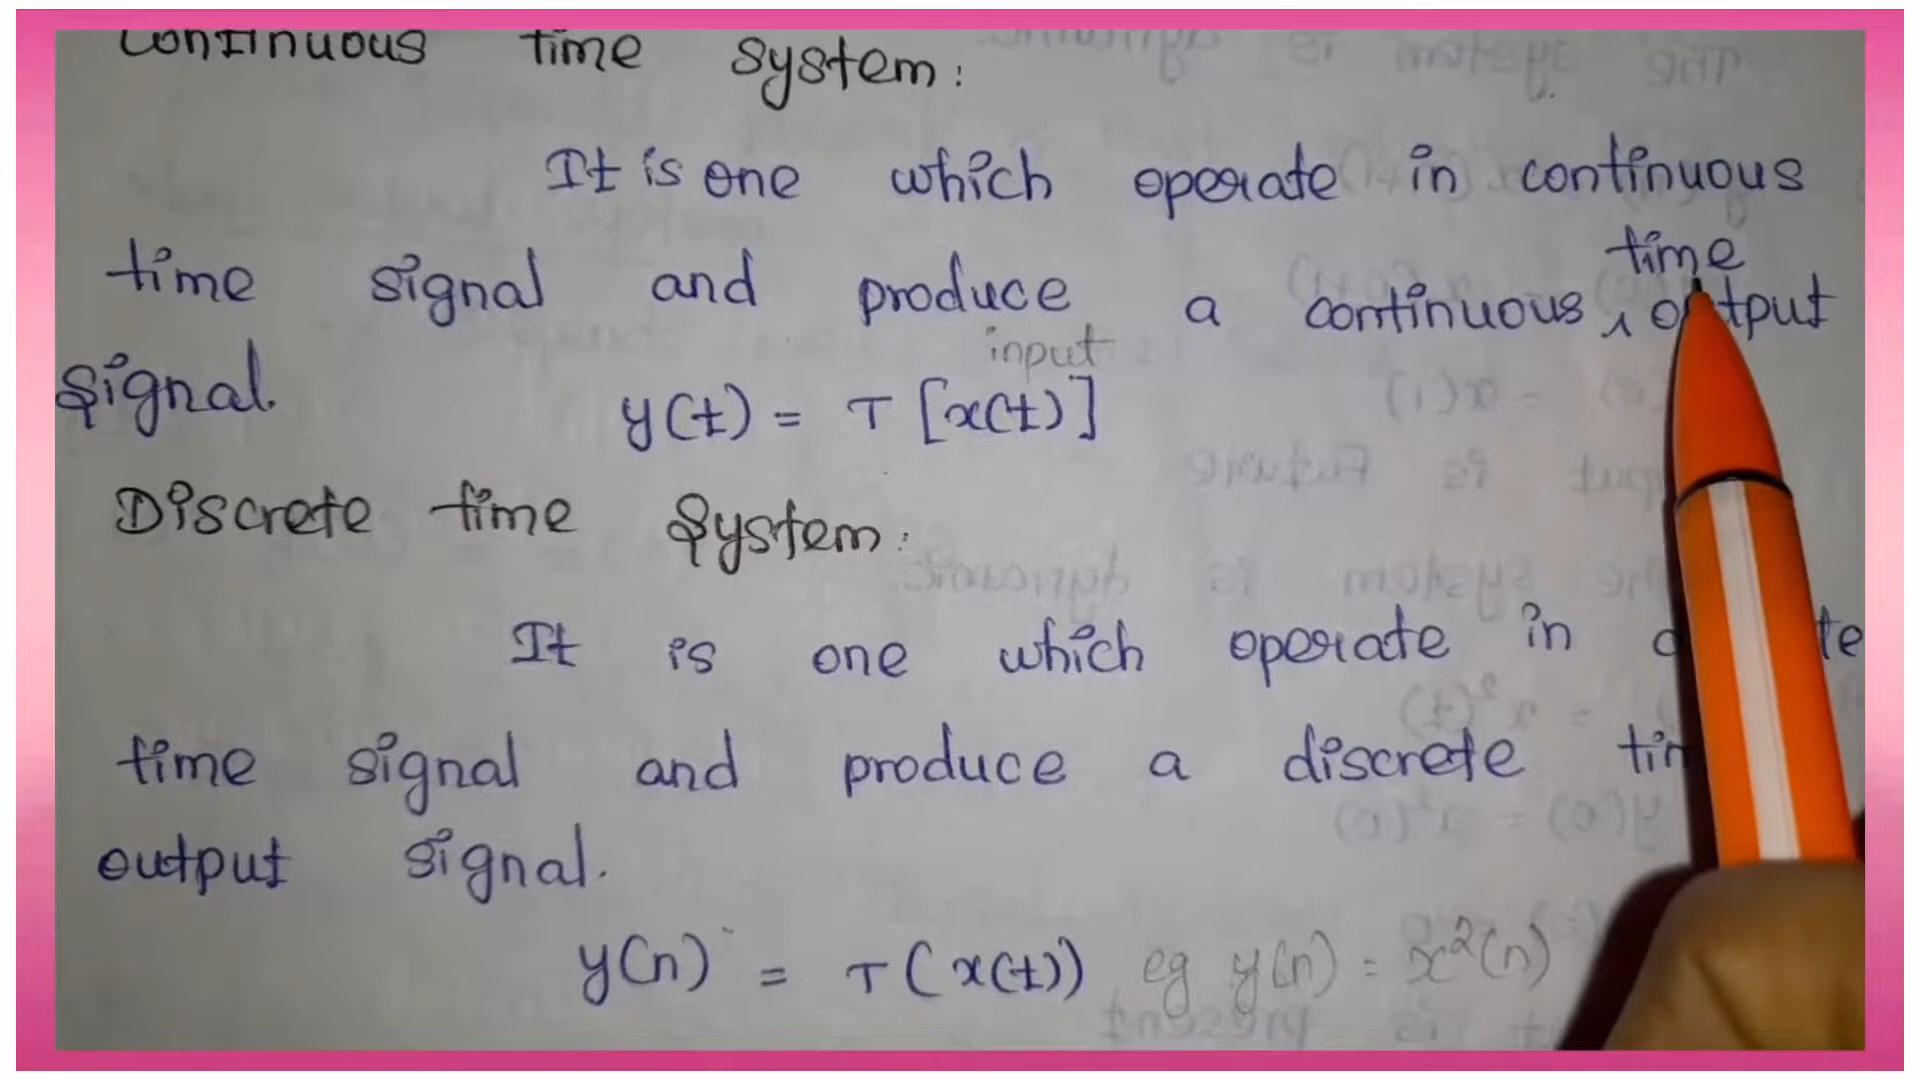 Continuous time system:
It is one which operate in continuous
time signal and produce a continuous time output
signal.
input
y(t) = T [x(t)]
Discrete time System:
It is one which operate in
time signal and produce a discrete
output signal.
y(n) = T(x(t)) eg y(n) = x²(n)